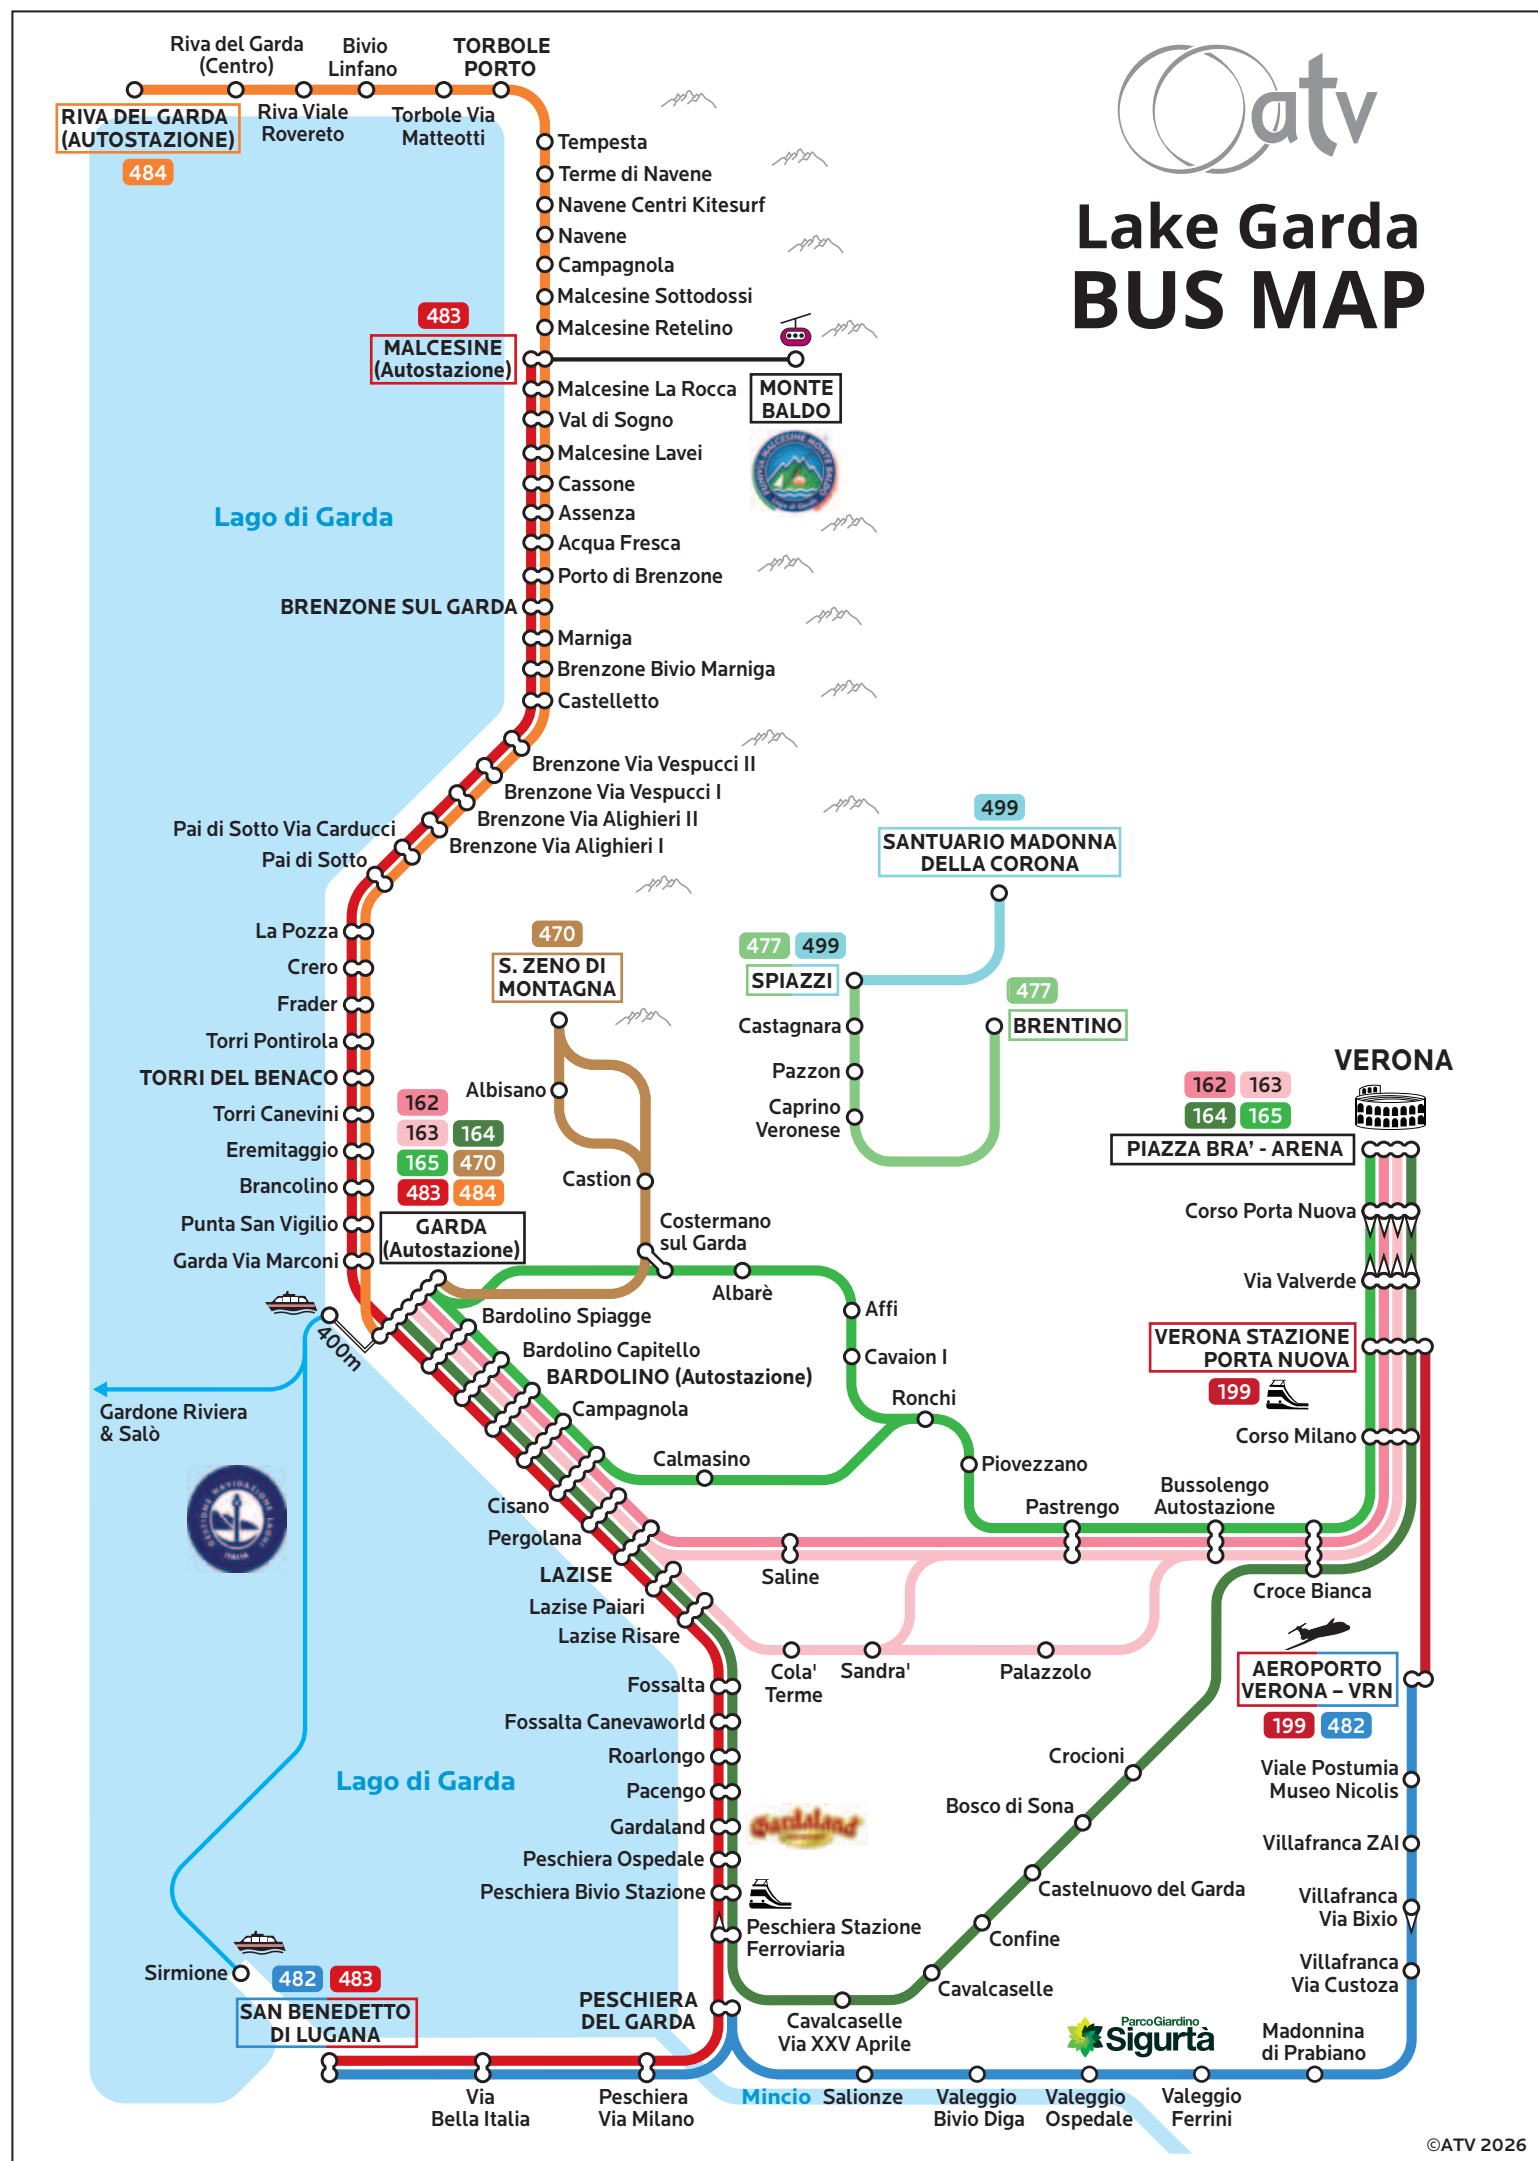 Riva del Garda
(Centro)
Bivio
Linfano
TORBOLE
PORTO
RIVA DEL GARDA
(AUTOSTAZIONE)
484
Riva Viale
Rovereto
Torbole Via
Matteotti
atv
Lake Garda
BUS MAP
Tempesta
Terme di Navene
Navene Centri Kitesurf
Navene
Campagnola
Malcesine Sottodossi
Malcesine Retelino
483
MALCESINE
(Autostazione)
MONTE
BALDO
FUNIVIA MALCESINE MONTE BALDO
Lago di Garda
Malcesine La Rocca
Val di Sogno
Malcesine Lavei
Cassone
Assenza
Acqua Fresca
Porto di Brenzone
Lago di Garda
BRENZONE SUL GARDA
Marniga
Brenzone Bivio Marniga
Castelletto
Brenzone Via Vespucci II
Brenzone Via Vespucci I
Brenzone Via Alighieri II
Brenzone Via Alighieri I
Pai di Sotto Via Carducci
Pai di Sotto
La Pozza
Crero
Frader
Torri Pontirola
TORRI DEL BENACO
Torri Canevini
Eremitaggio
Brancolino
Punta San Vigilio
Garda Via Marconi
499
SANTUARIO MADONNA
DELLA CORONA
477 499
SPIAZZI
477
BRENTINO
Castagnara
Pazzon
Caprino
Veronese
470
S. ZENO DI
MONTAGNA
Albisano
Castion
Costermano
sul Garda
162
163 164
165 470
483 484
GARDA
(Autostazione)
VERONA
162 163
164 165
PIAZZA BRA’ - ARENA
Corso Porta Nuova
Via Valverde
VERONA STAZIONE
PORTA NUOVA
199
Corso Milano
Albarè
Affi
Cavaion I
Ronchi
Calmasino
Piovezzano
Pastrengo
Bussolengo
Autostazione
Croce Bianca
400m
Gardone Riviera
& Salò
GESTIONE NAVIGAZIONE LAGHI
ITALIA
Bardolino Spiagge
Bardolino Capitello
BARDOLINO (Autostazione)
Campagnola
Cisano
Pergolana
LAZISE
Lazise Paiari
Lazise Risare
Saline
Cola'
Terme
Sandra'
Palazzolo
Fossalta
Fossalta Canevaworld
Roarlongo
Pacengo
Gardaland
Gardaland
Peschiera Ospedale
Peschiera Bivio Stazione
Peschiera Stazione
Ferroviaria
Lago di Garda
AEROPORTO
VERONA – VRN
199 482
Viale Postumia
Museo Nicolis
Villafranca ZAI
Villafranca
Via Bixio
Villafranca
Via Custoza
Madonnina
di Prabiano
Crocioni
Bosco di Sona
Castelnuovo del Garda
Confine
Cavalcaselle
Cavalcaselle
Via XXV Aprile
Sirmione
482 483
SAN BENEDETTO
DI LUGANA
PESCHIERA
DEL GARDA
ParcoGiardino
Sigurtà
Via
Bella Italia
Peschiera
Via Milano
Mincio
Salionze
Valeggio
Bivio Diga
Valeggio
Ospedale
Valeggio
Ferrini
©ATV 2026